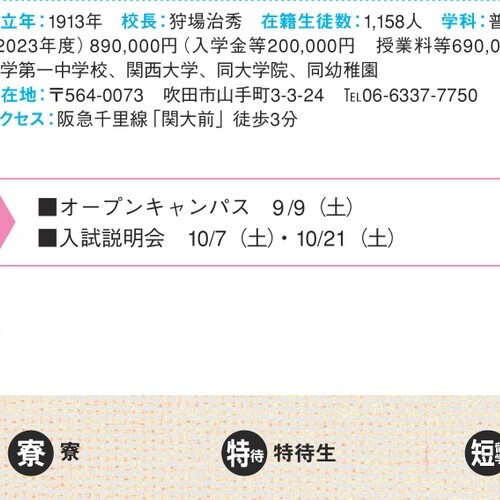 立年：1913年　校長：狩場治秀　在籍生徒数：1,158人　学科：普
2023年度）890,000円（入学金等200,000円　授業料等690,0
学第一中学校、関西大学、同大学院、同幼稚園
在地：〒564-0073　吹田市山手町3-3-24　℡06-6337-7750
クセス：阪急千里線「関大前」徒歩3分
■オープンキャンパス　9/9（土）
■入試説明会　10/7（土）・10/21（土）
寮 寮　特待 特待生　短